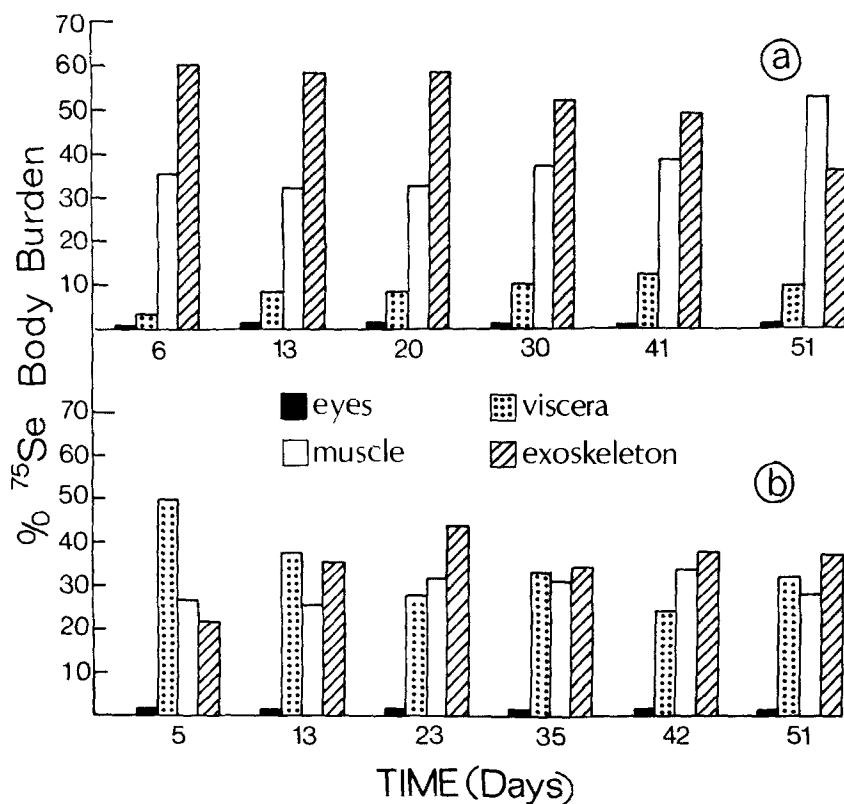 % ⁷⁵Se Body Burden
70
60
50
40
30
20
10
a
6 13 20 30 41 51
eyes viscera
muscle exoskeleton
70
60
50
40
30
20
10
b
5 13 23 35 42 51
TIME (Days)